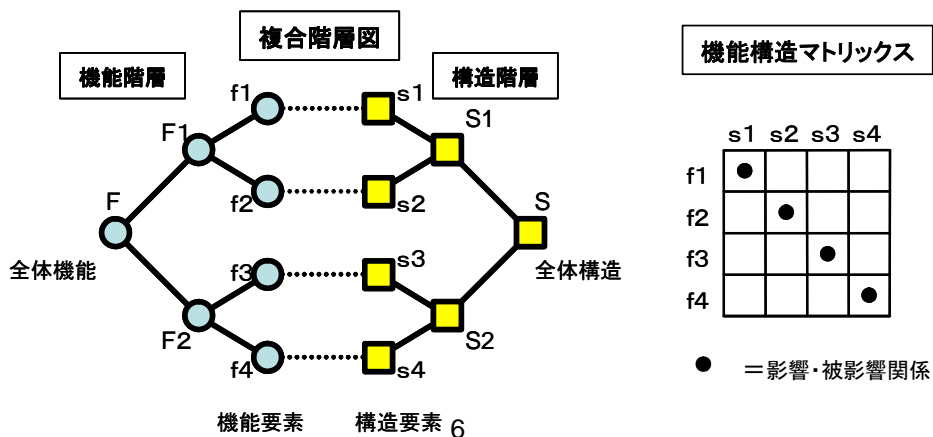 複合階層図
機能階層
構造階層
機能構造マトリックス
f1
s1
F1
S1
f2
s2
F
S
全体機能
全体構造
f3
s3
F2
S2
f4
s4
機能要素
構造要素
6
s1 s2 s3 s4
f1
f2
f3
f4
● =影響・被影響関係